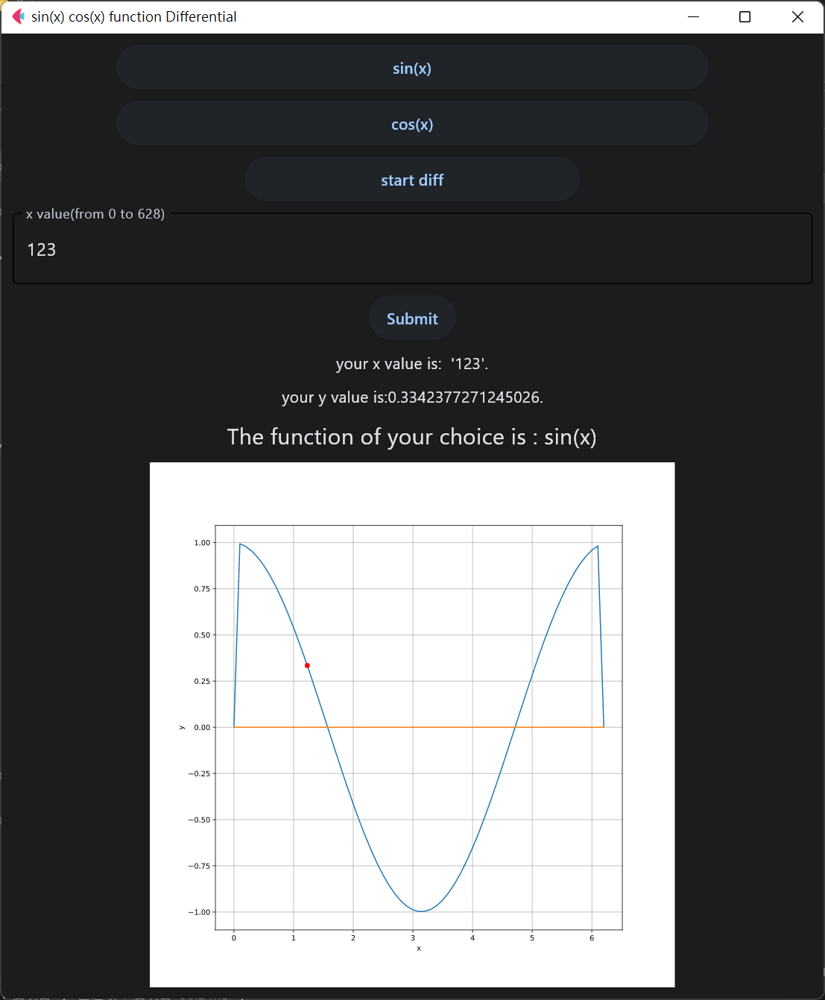 sin(x) cos(x) function Differential
sin(x)
cos(x)
start diff
x value(from 0 to 628)
123
Submit
your x value is:  '123'.
your y value is:0.3342377271245026.
The function of your choice is : sin(x)
1.00
0.75
0.50
0.25
y
0.00
−0.25
−0.50
−0.75
−1.00
0 1 2 3 4 5 6
x